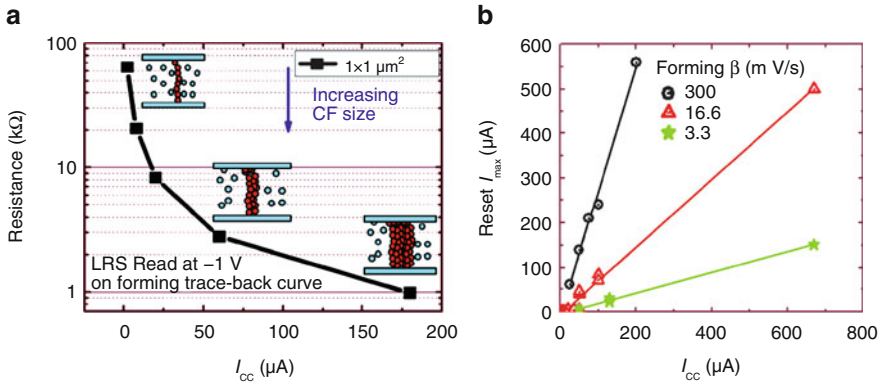 a
100
10
1
Resistance (kΩ)
1×1 μm²
Increasing
CF size
LRS Read at −1 V
on forming trace-back curve
0 50 100 150 200
I_CC (μA)
b
600
500
400
300
200
150
100
50
0
Reset I_max (μA)
Forming β (m V/s)
300
16.6
3.3
0 200 400 600 800
I_CC (μA)